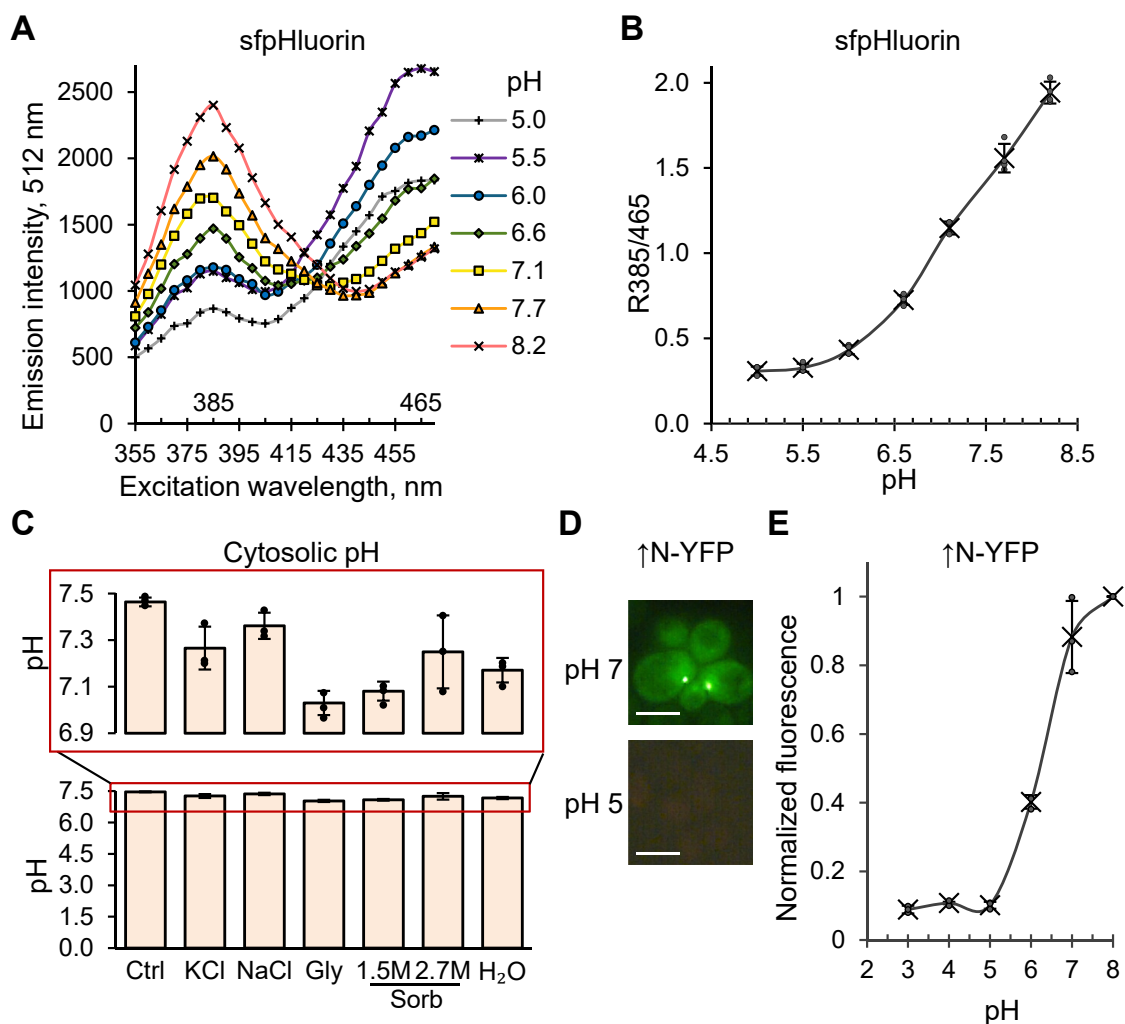 A
sfpHluorin
Emission intensity, 512 nm
2500
2000
1500
1000
500
0
385
465
355 375 395 415 435 455
Excitation wavelength, nm
pH
5.0
5.5
6.0
6.6
7.1
7.7
8.2
B
sfpHluorin
R385/465
2.0
1.5
1.0
0.5
0.0
4.5 5.5 6.5 7.5 8.5
pH
C
Cytosolic pH
pH
7.5
7.3
7.1
6.9
pH
7.5
6.0
4.5
3.0
1.5
0.0
Ctrl KCl NaCl Gly 1.5M 2.7M H₂O
Sorb
D
↑N-YFP
pH 7
pH 5
E
↑N-YFP
Normalized fluorescence
1
0.8
0.6
0.4
0.2
0
2 3 4 5 6 7 8
pH